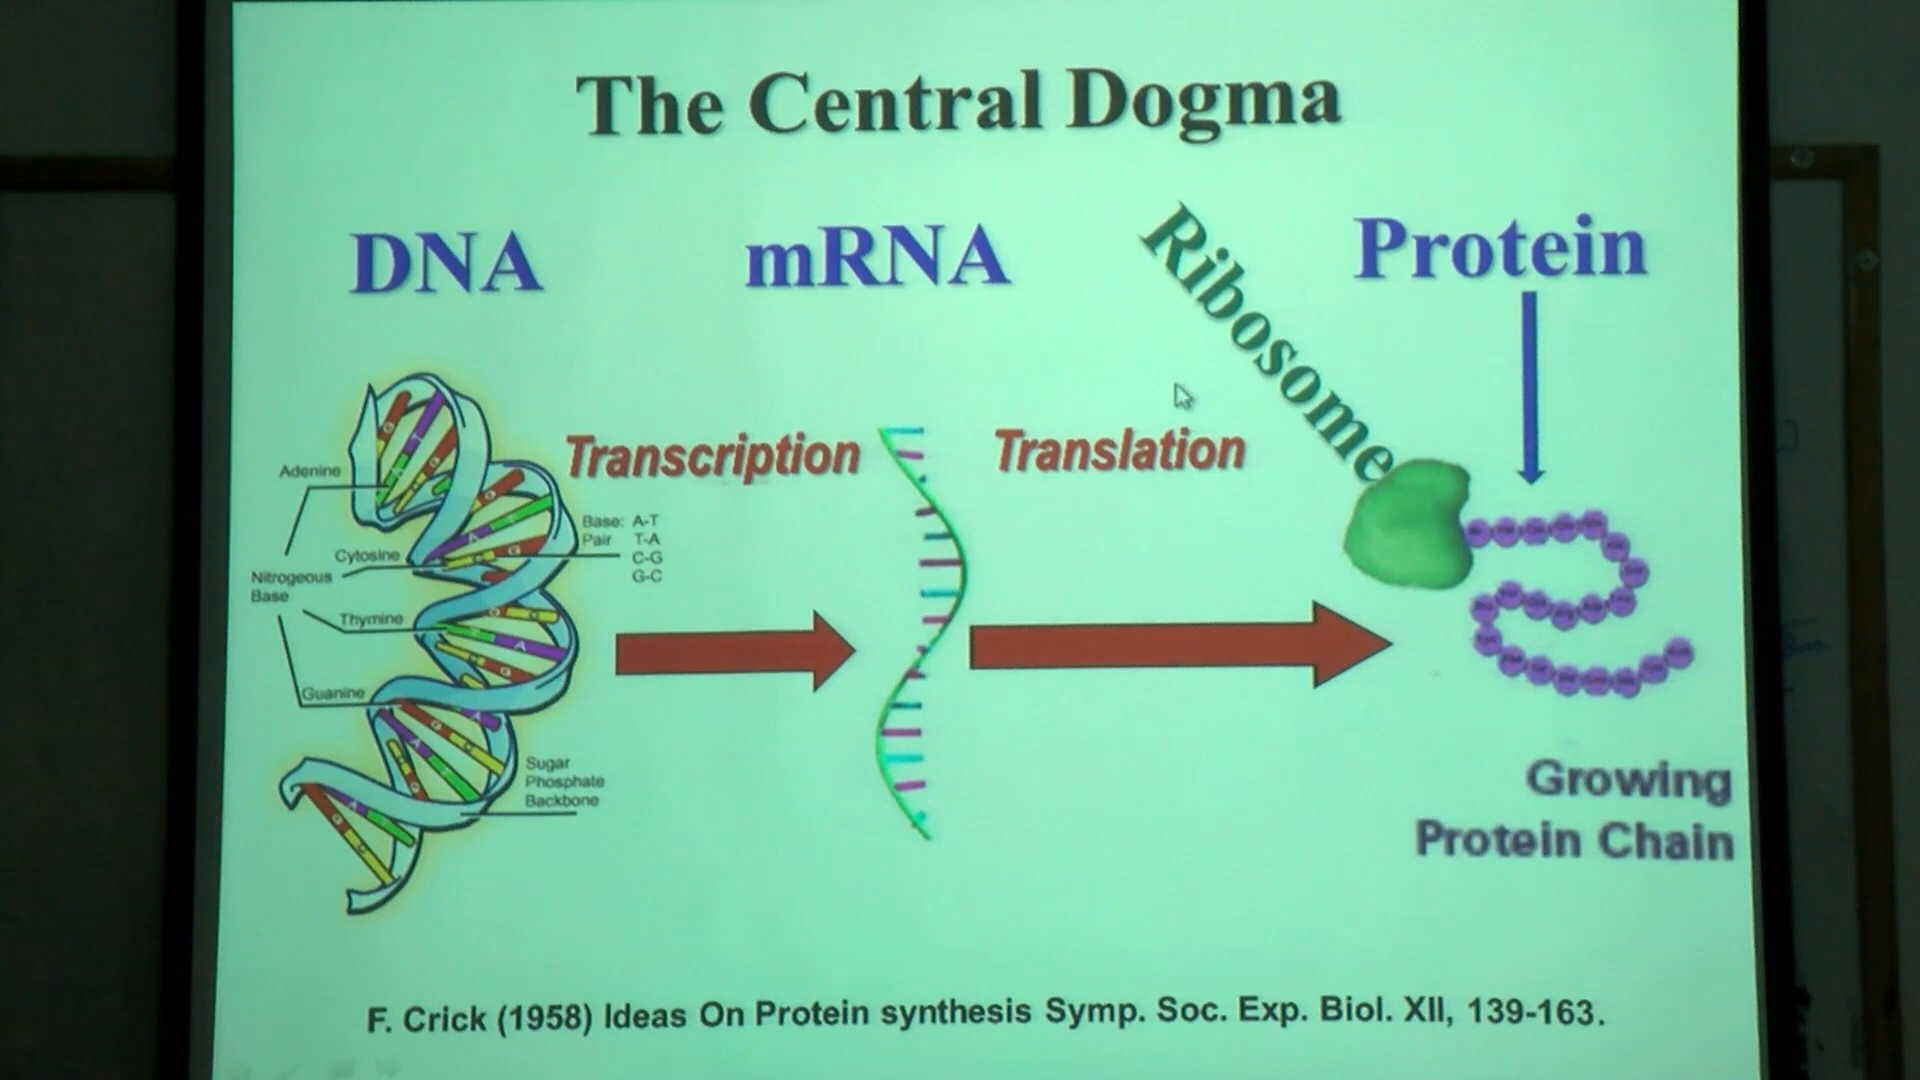 The Central Dogma
DNA
mRNA
Ribosome
Protein
Transcription
Translation
Adenine
Cytosine
Nitrogeous
Base
Thymine
Guanine
Base: A-T
Pair T-A
C-G
G-C
Sugar
Phosphate
Backbone
Growing
Protein Chain
F. Crick (1958) Ideas On Protein synthesis Symp. Soc. Exp. Biol. XII, 139-163.